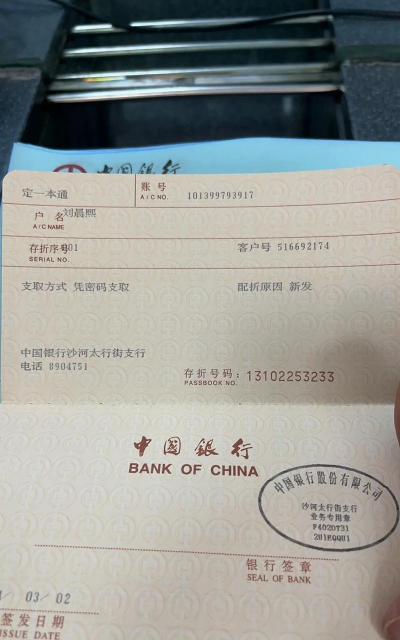 中国银行
定一本通
账号 101399793917
A/C NO.
户名 刘晨熙
A/C NAME
存折序号 001 客户号 516692174
SERIAL NO.
支取方式 凭密码支取 配折原因 新发
中国银行沙河太行街支行
电话 8904751
存折号码：13102253233
PASSBOOK NO.
中国银行
BANK OF CHINA
中国银行股份有限公司
沙河太行街支行
业务专用章
银行签章
SEAL OF BANK
/ 03/ 02
签发日期
ISSUE DATE